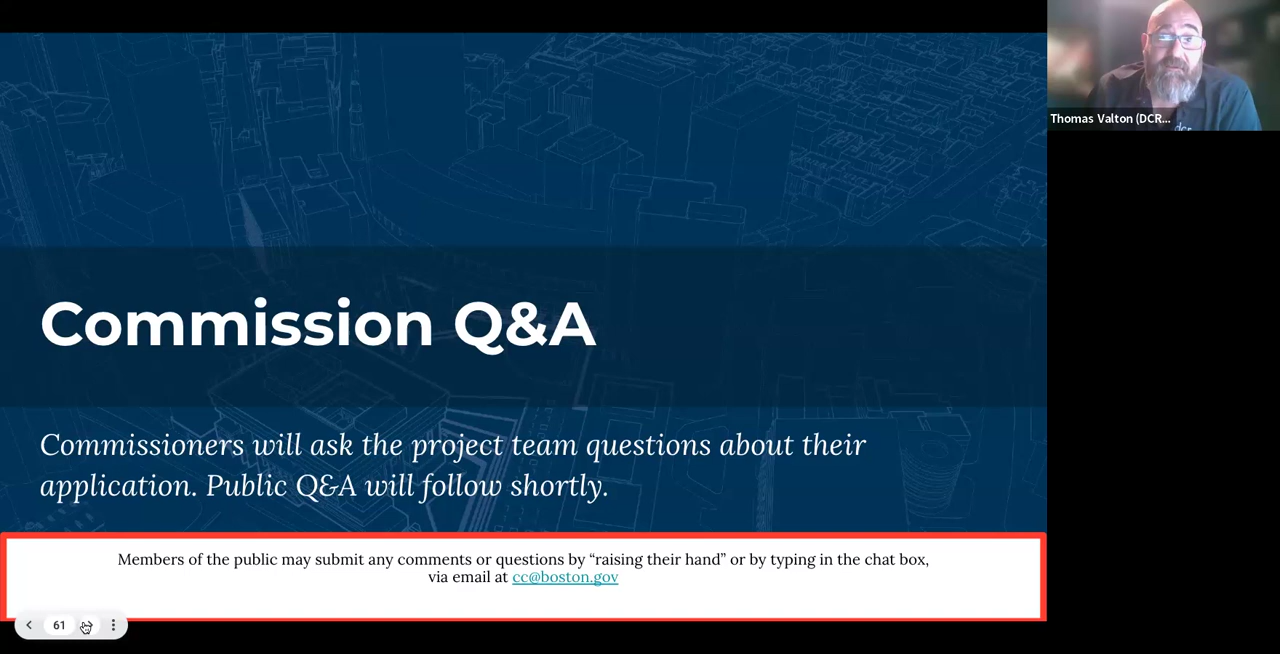 Thomas Valton (DCR...
dcr
Commission Q&A
Commissioners will ask the project team questions about their
application. Public Q&A will follow shortly.
Members of the public may submit any comments or questions by “raising their hand” or by typing in the chat box,
via email at cc@boston.gov
61